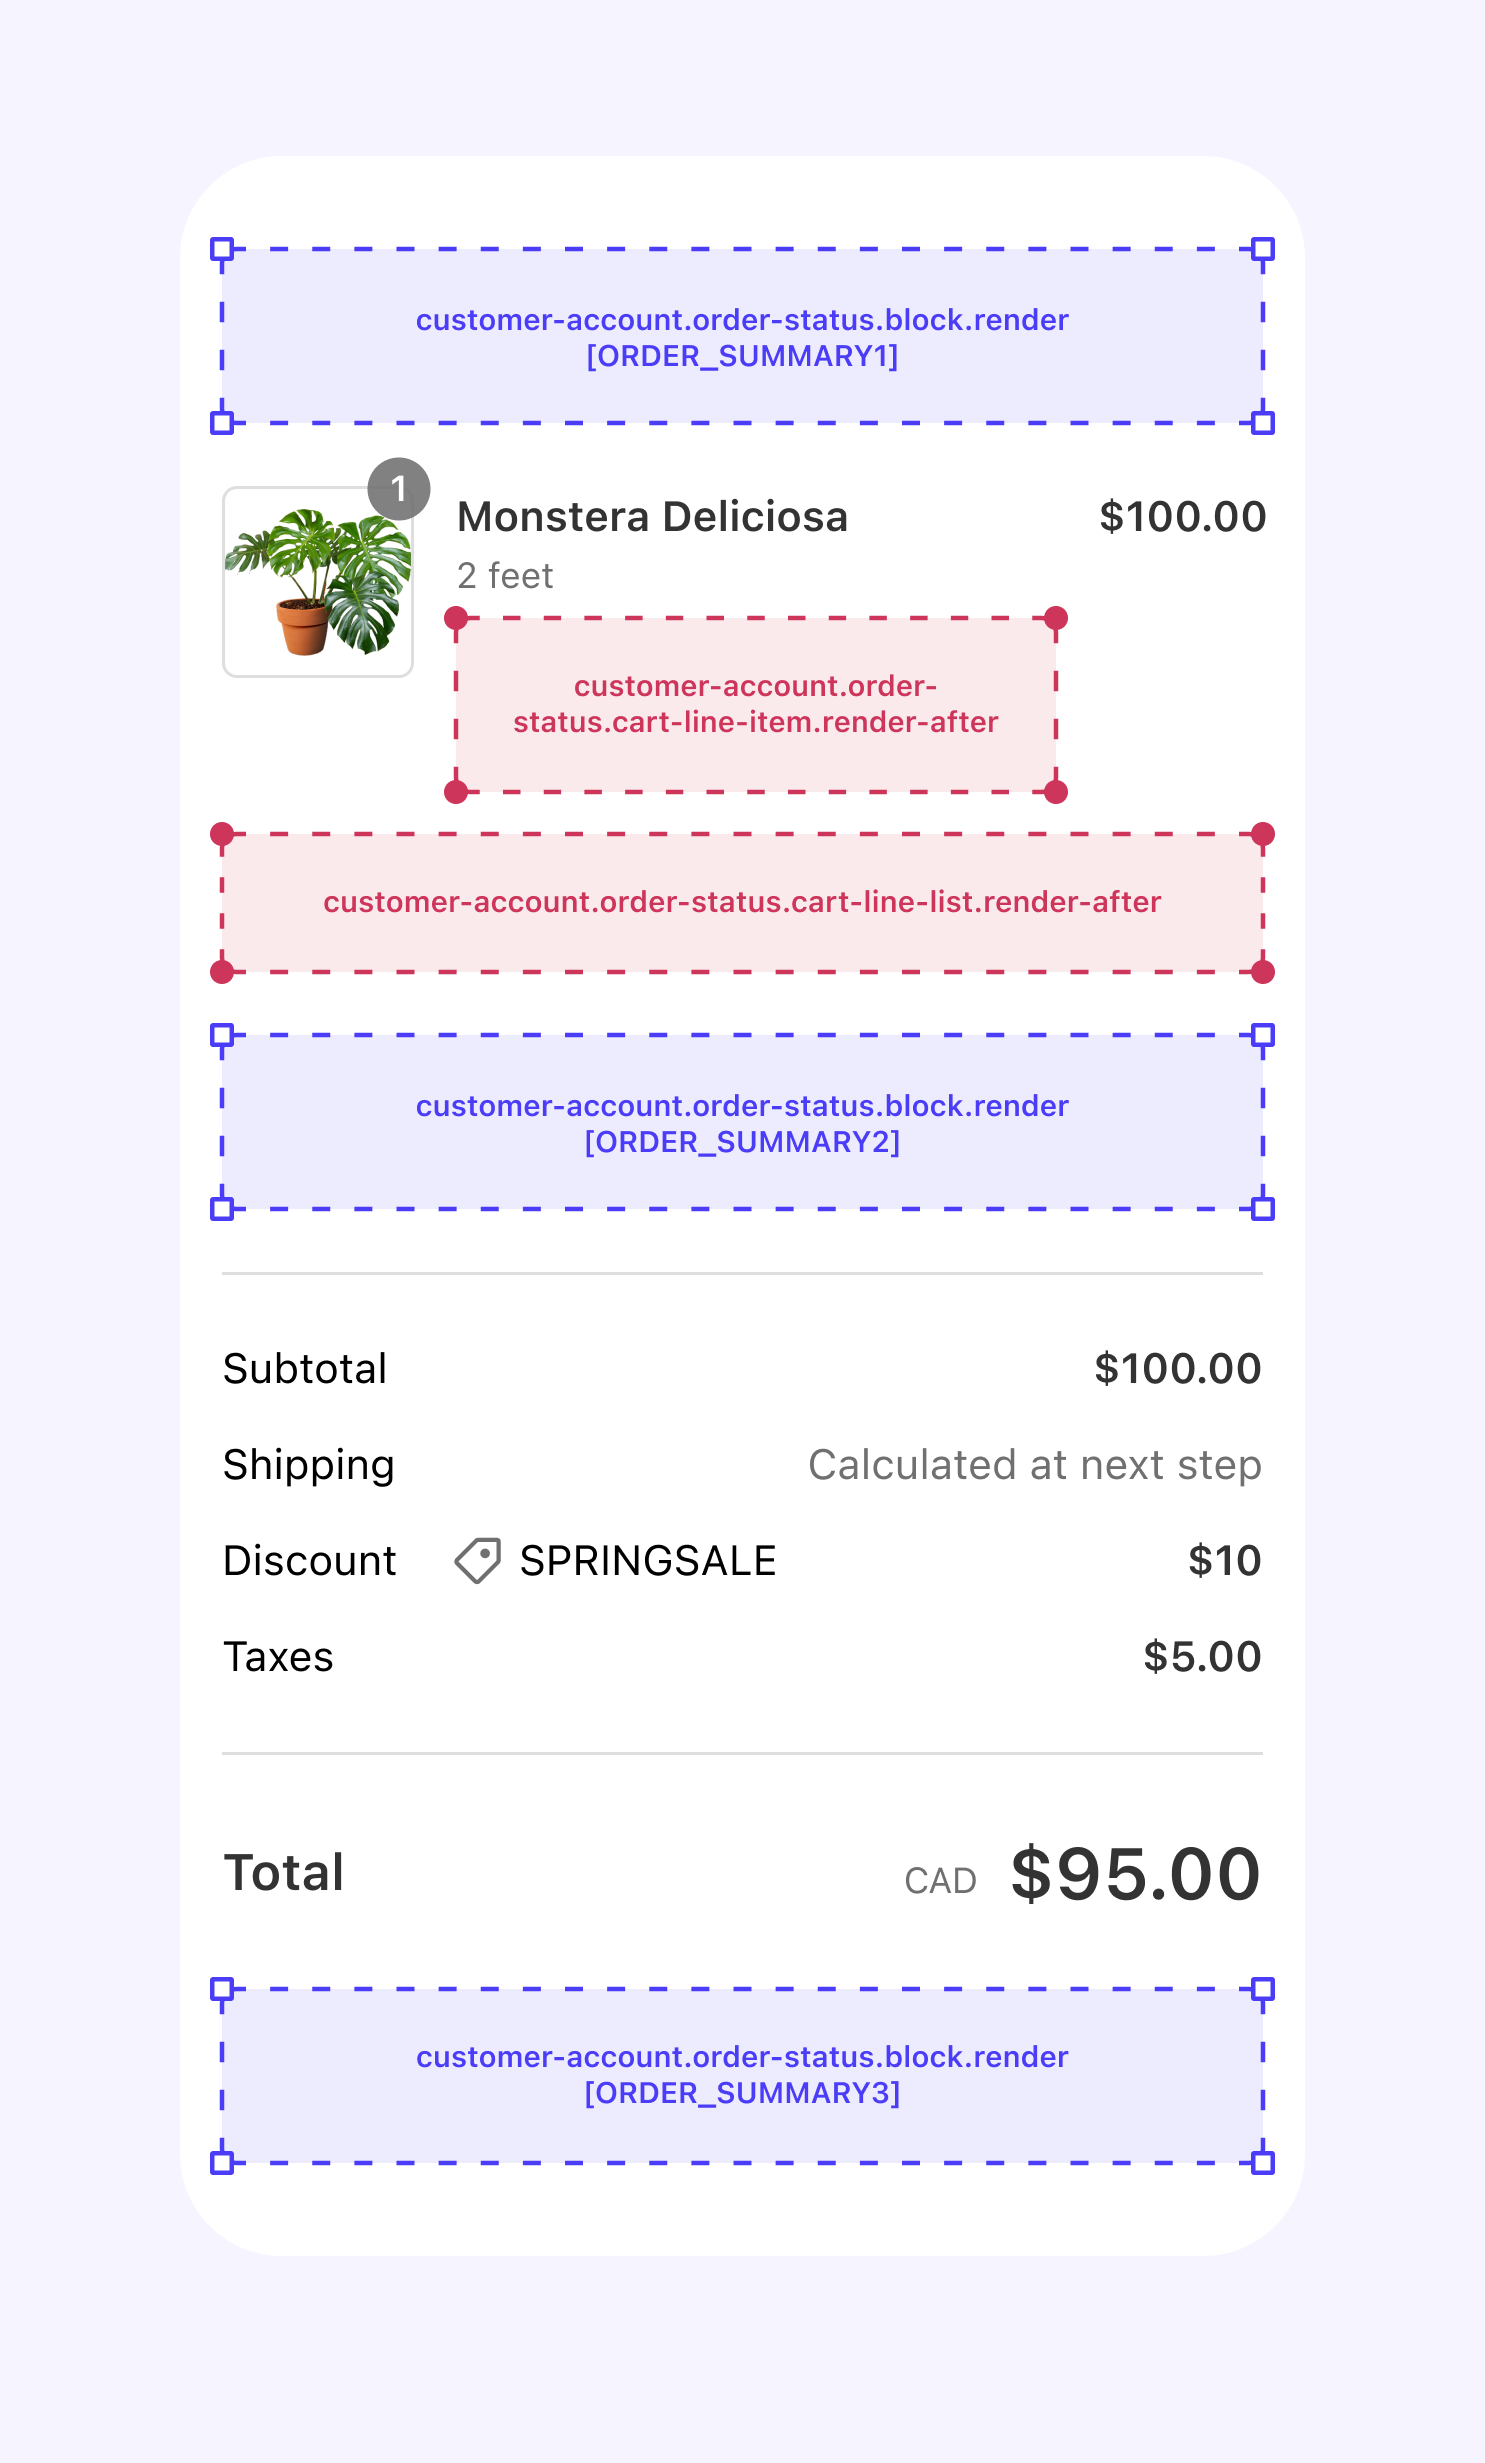 customer-account.order-status.block.render
[ORDER_SUMMARY1]
1
Monstera Deliciosa $100.00
2 feet
customer-account.order-
status.cart-line-item.render-after
customer-account.order-status.cart-line-list.render-after
customer-account.order-status.block.render
[ORDER_SUMMARY2]
Subtotal $100.00
Shipping Calculated at next step
Discount SPRINGSALE $10
Taxes $5.00
Total CAD $95.00
customer-account.order-status.block.render
[ORDER_SUMMARY3]